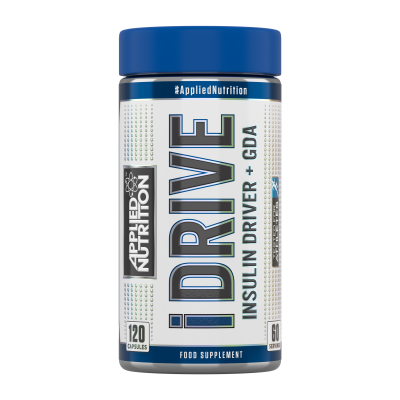 #AppliedNutrition
APPLIED
NUTRITION
iDRIVE
INSULIN DRIVER + GDA
120
CAPSULES
60
SERVINGS
FOOD SUPPLEMENT